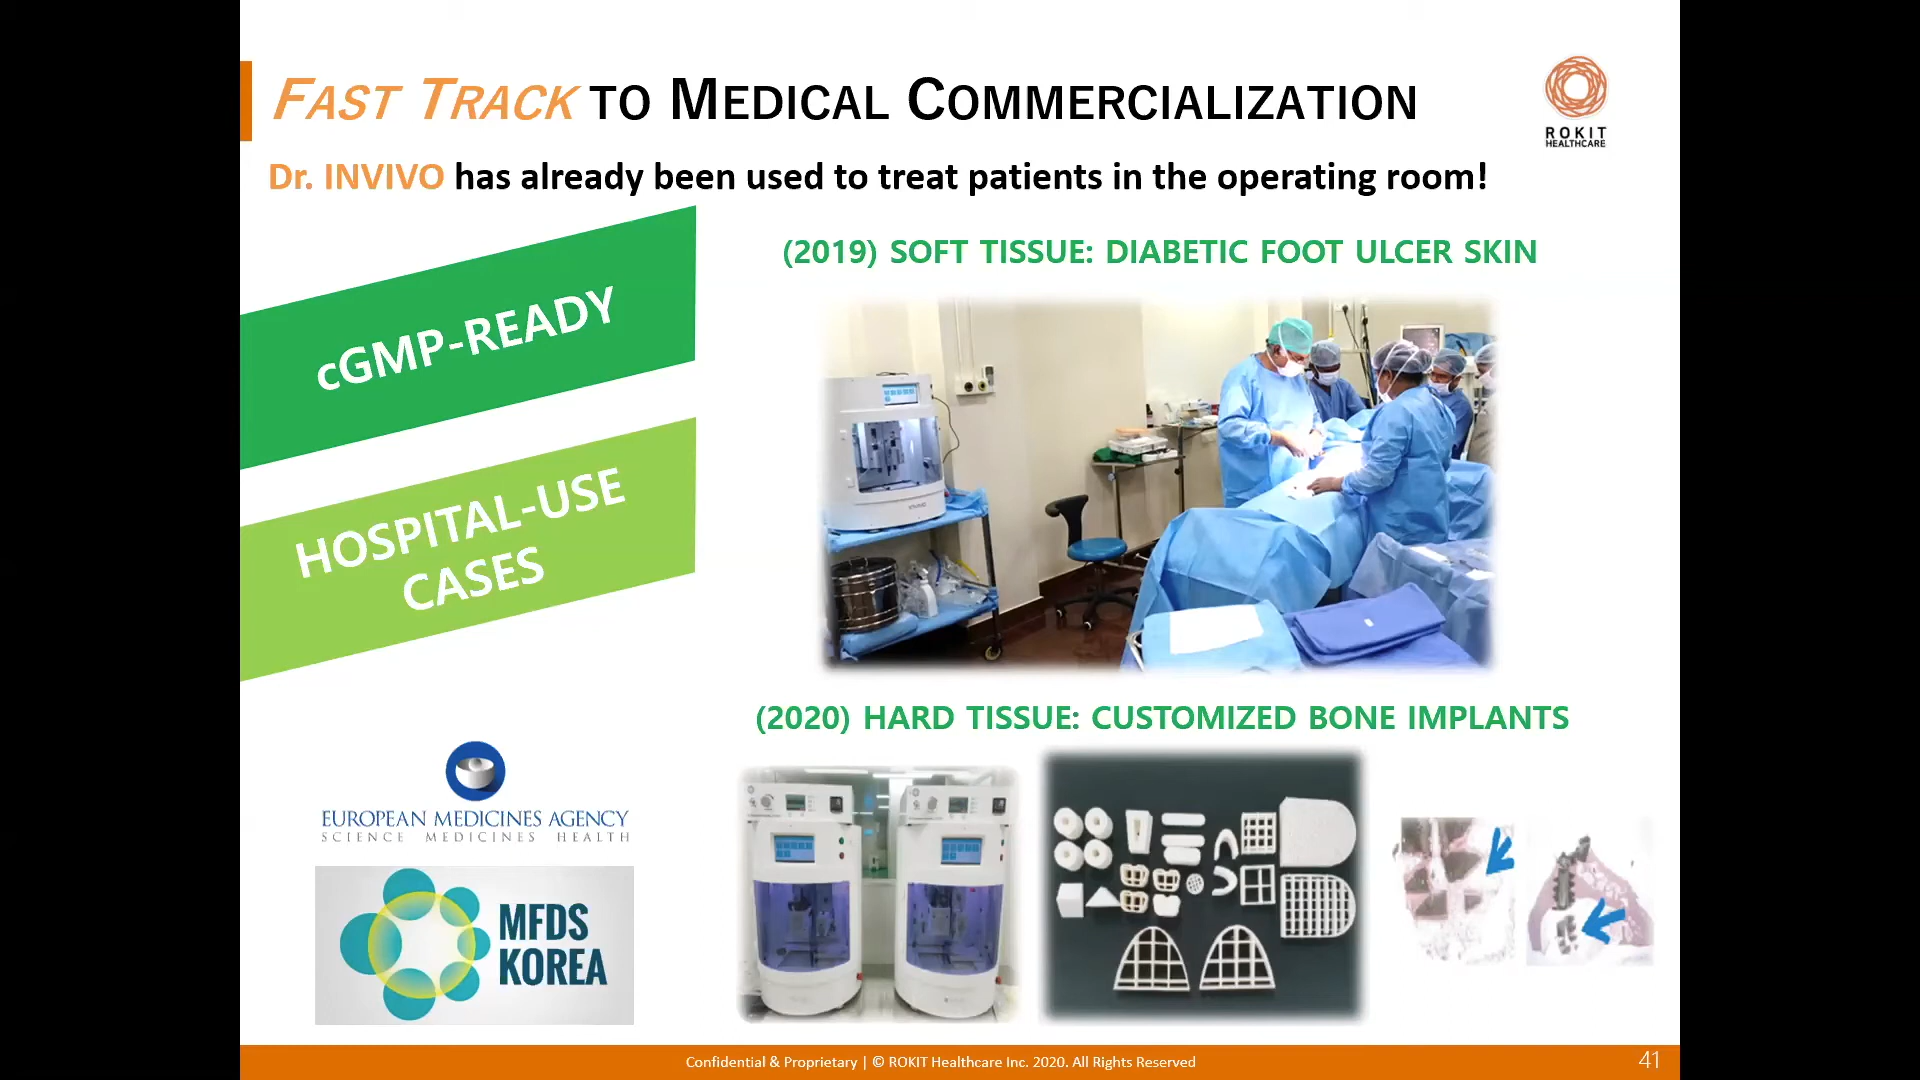 FAST TRACK TO MEDICAL COMMERCIALIZATION
ROKIT
HEALTHCARE
Dr. INVIVO has already been used to treat patients in the operating room!
cGMP-READY
HOSPITAL-USE
CASES
(2019) SOFT TISSUE: DIABETIC FOOT ULCER SKIN
(2020) HARD TISSUE: CUSTOMIZED BONE IMPLANTS
EUROPEAN MEDICINES AGENCY
SCIENCE MEDICINES HEALTH
MFDS
KOREA
Confidential & Proprietary | © ROKIT Healthcare Inc. 2020. All Rights Reserved
41